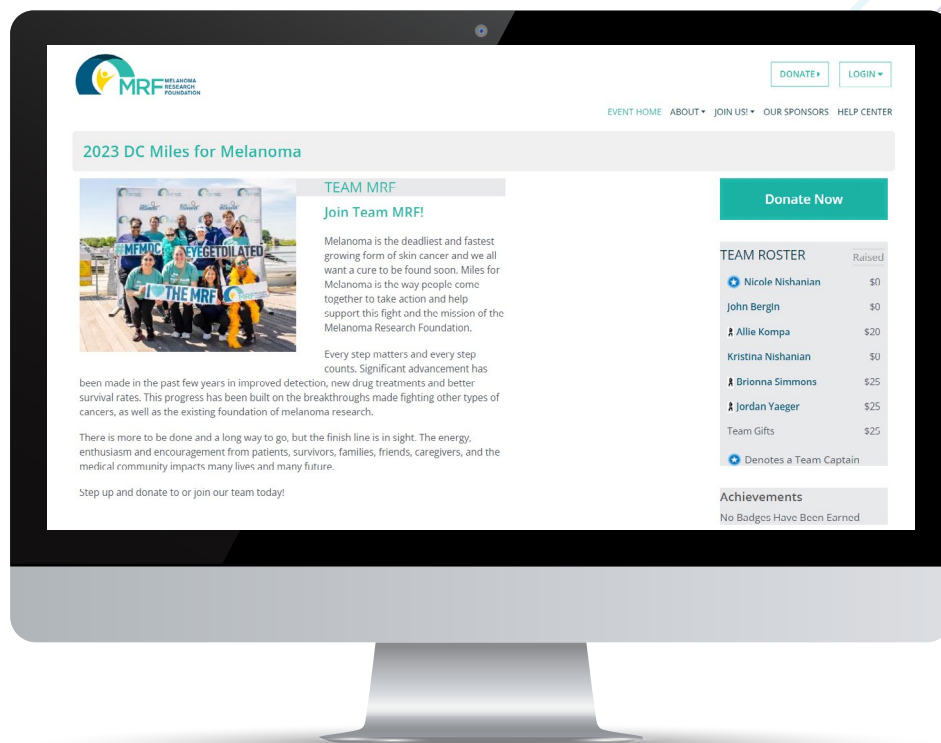 MRF MELANOMA
RESEARCH
FOUNDATION
DONATE
LOGIN
EVENT HOME ABOUT JOIN US! OUR SPONSORS HELP CENTER
2023 DC Miles for Melanoma
#MFMDC
#EYEGETDILATED
I THE MRF
TEAM MRF
Join Team MRF!
Melanoma is the deadliest and fastest
growing form of skin cancer and we all
want a cure to be found soon. Miles for
Melanoma is the way people come
together to take action and help
support this fight and the mission of the
Melanoma Research Foundation.
Every step matters and every step
counts. Significant advancement has
been made in the past few years in improved detection, new drug treatments and better
survival rates. This progress has been built on the breakthroughs made fighting other types of
cancers, as well as the existing foundation of melanoma research.
There is more to be done and a long way to go, but the finish line is in sight. The energy,
enthusiasm and encouragement from patients, survivors, families, friends, caregivers, and the
medical community impacts many lives and many future.
Step up and donate to or join our team today!
Donate Now
TEAM ROSTER Raised
Nicole Nishanian $0
John Bergin $0
Allie Kompa $20
Kristina Nishanian $0
Brionna Simmons $25
Jordan Yaeger $25
Team Gifts $25
Denotes a Team Captain
Achievements
No Badges Have Been Earned